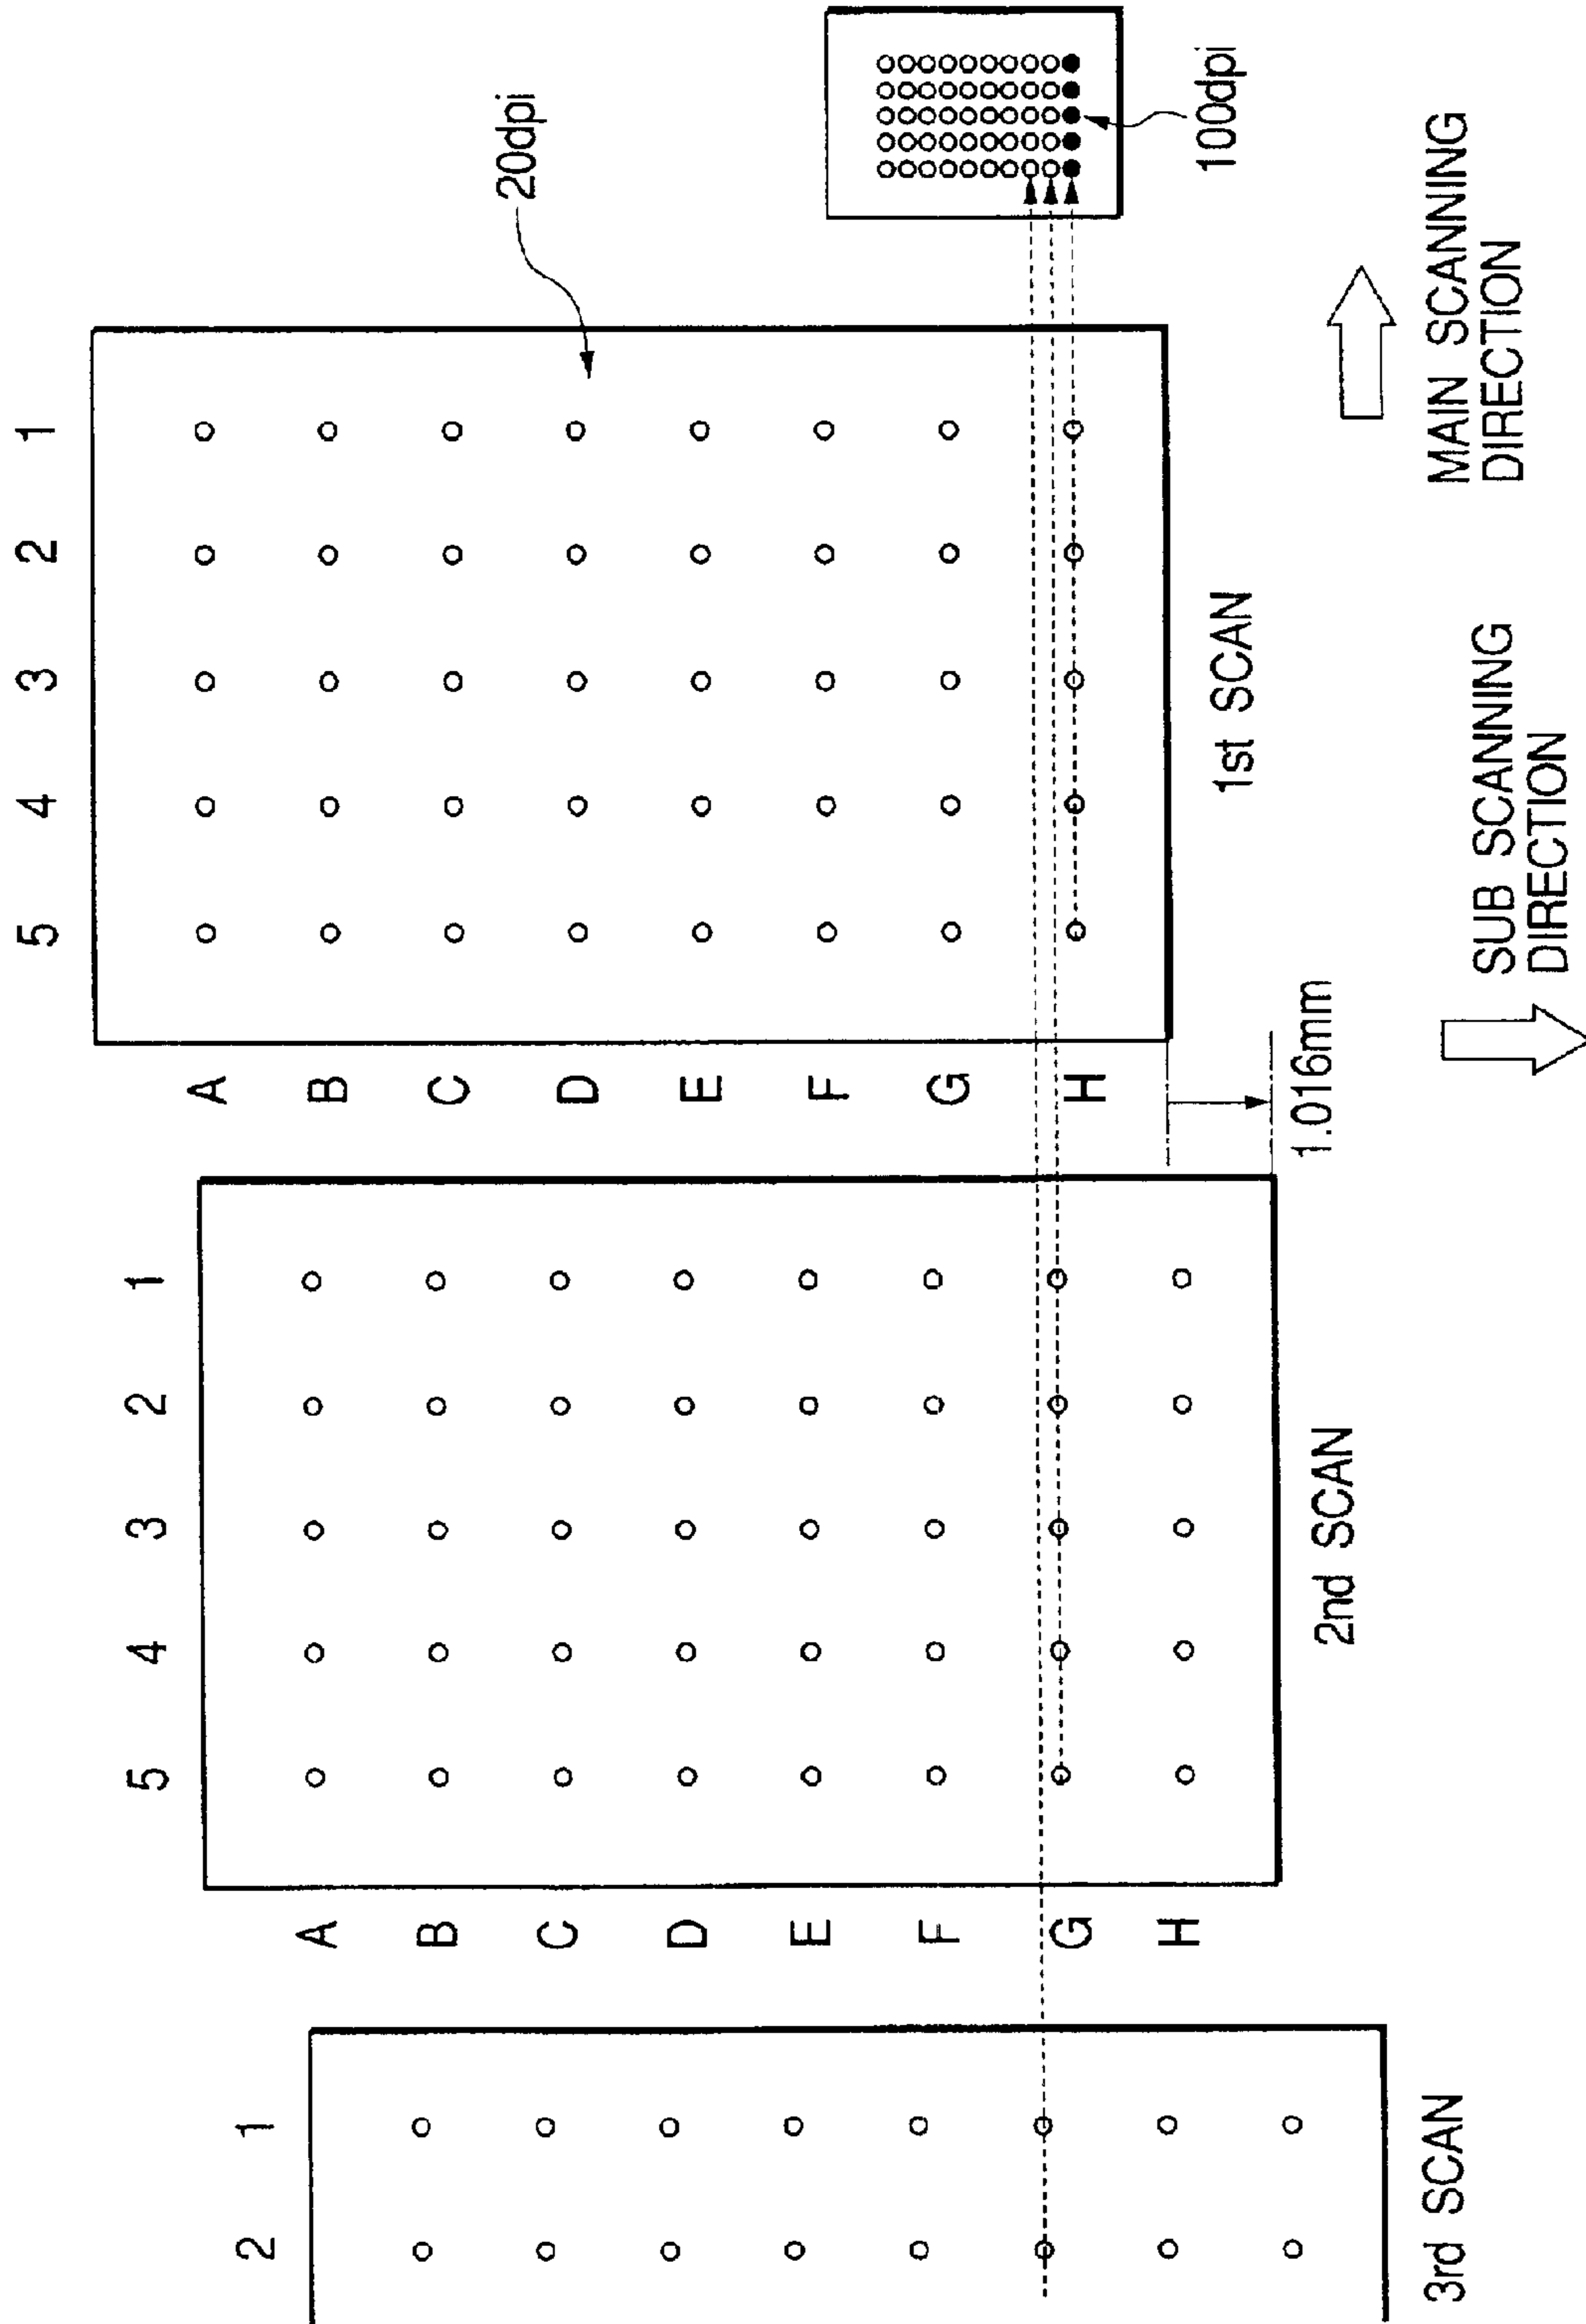 2 1
3rd SCAN
5 4 3 2 1
A
B
C
D
E
F
G
H
2nd SCAN
5 4 3 2 1
A
B
C
D
E
F
G
H
1st SCAN
1.016mm
20dpi
100dpi
SUB SCANNING
DIRECTION
MAIN SCANNING
DIRECTION